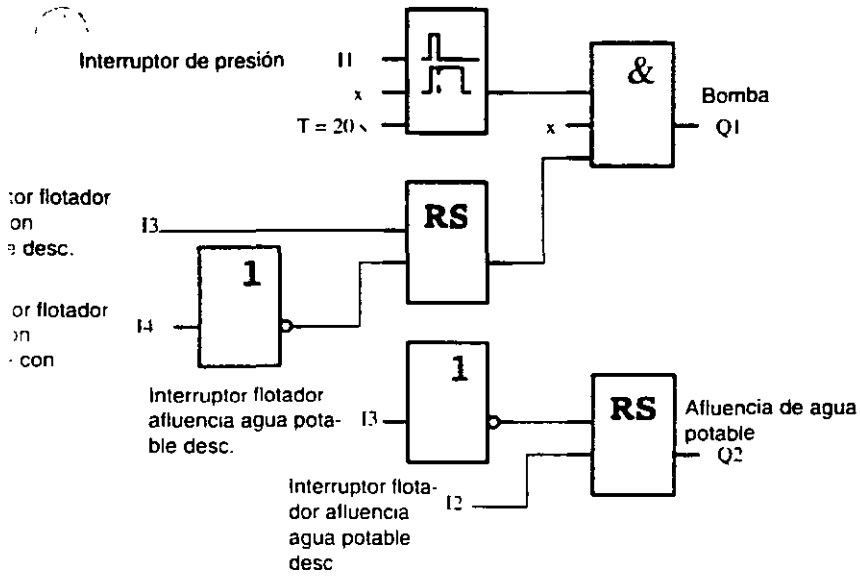 Interruptor de presión
I1
x
T = 20
&
Bomba
x
Q1
flotador
desc.
I3
RS
1
flotador
con
I4
Interruptor flotador
afluencia agua pota-
ble desc.
I3
1
RS
Afluencia de agua
potable
Q2
Interruptor flota-
dor afluencia
agua potable
desc
I2